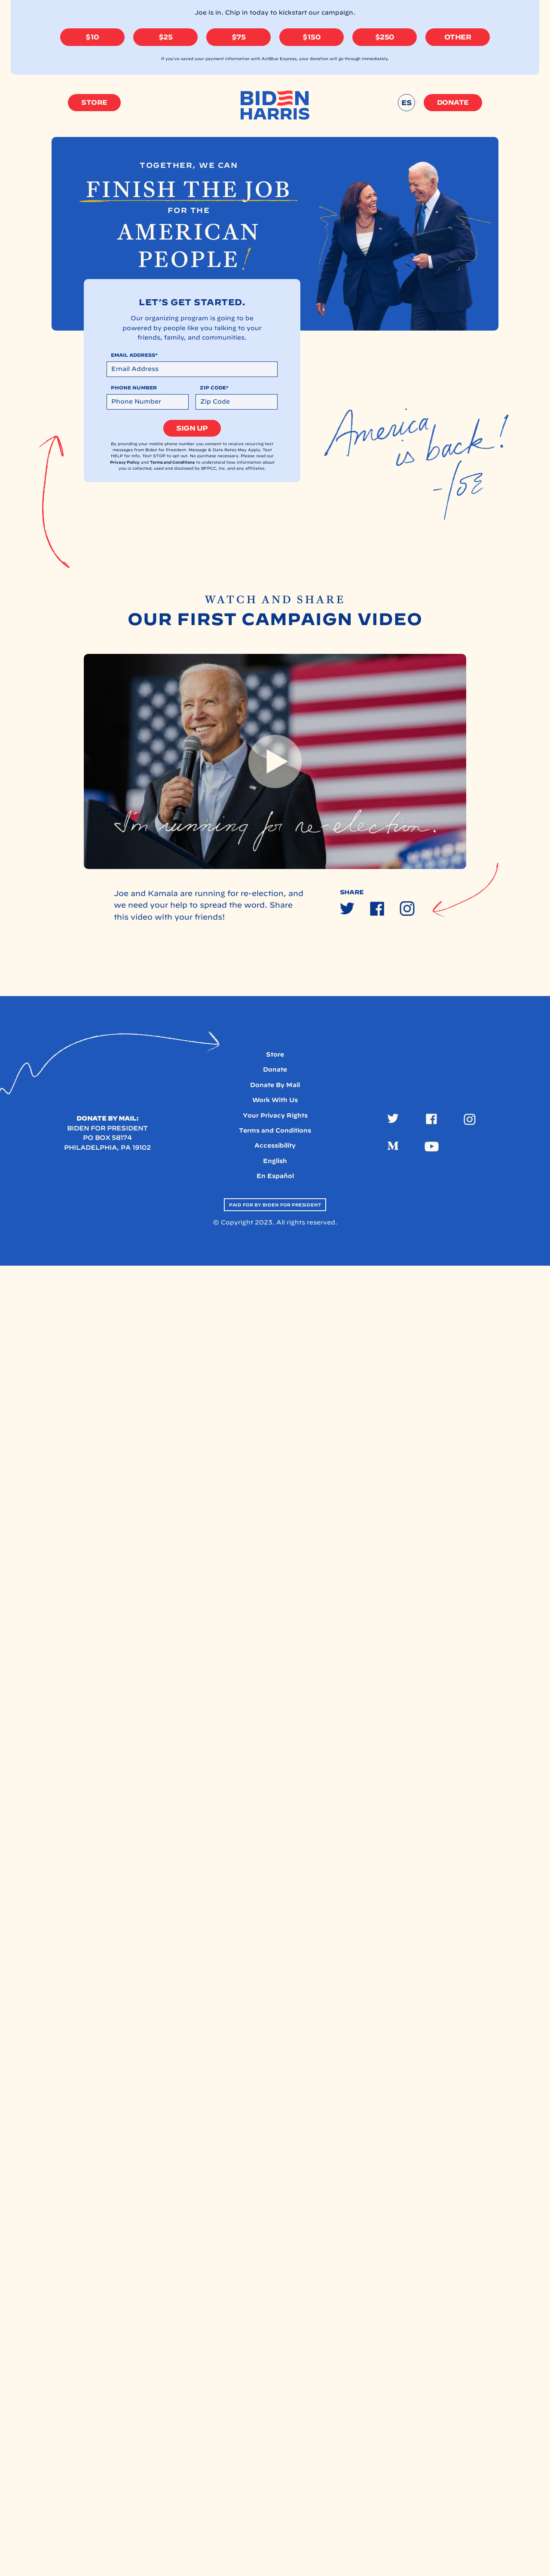 Joe is in. Chip in today to kickstart our campaign.
$10 $25 $75 $150 $250 OTHER
If you've saved your payment information with ActBlue Express, your donation will go through immediately.
STORE
BIDEN
HARRIS
ES
DONATE
TOGETHER, WE CAN
FINISH THE JOB
FOR THE
AMERICAN
PEOPLE!
LET'S GET STARTED.
Our organizing program is going to be
powered by people like you talking to your
friends, family, and communities.
EMAIL ADDRESS*
Email Address
PHONE NUMBER ZIP CODE*
Phone Number Zip Code
SIGN UP
By providing your mobile phone number you consent to receive recurring text
messages from Biden for President. Message & Data Rates May Apply. Text
HELP for Info. Text STOP to opt out. No purchase necessary. Please read our
Privacy Policy and Terms and Conditions to understand how information about
you is collected, used and disclosed by BFPCC, Inc. and any affiliates.
America
is back!
-Joe
WATCH AND SHARE
OUR FIRST CAMPAIGN VIDEO
I'm running for re-election.
Joe and Kamala are running for re-election, and
we need your help to spread the word. Share
this video with your friends!
SHARE
Store
Donate
Donate By Mail
Work With Us
Your Privacy Rights
Terms and Conditions
Accessibility
English
En Español
DONATE BY MAIL:
BIDEN FOR PRESIDENT
PO BOX 58174
PHILADELPHIA, PA 19102
M
PAID FOR BY BIDEN FOR PRESIDENT
© Copyright 2023. All rights reserved.